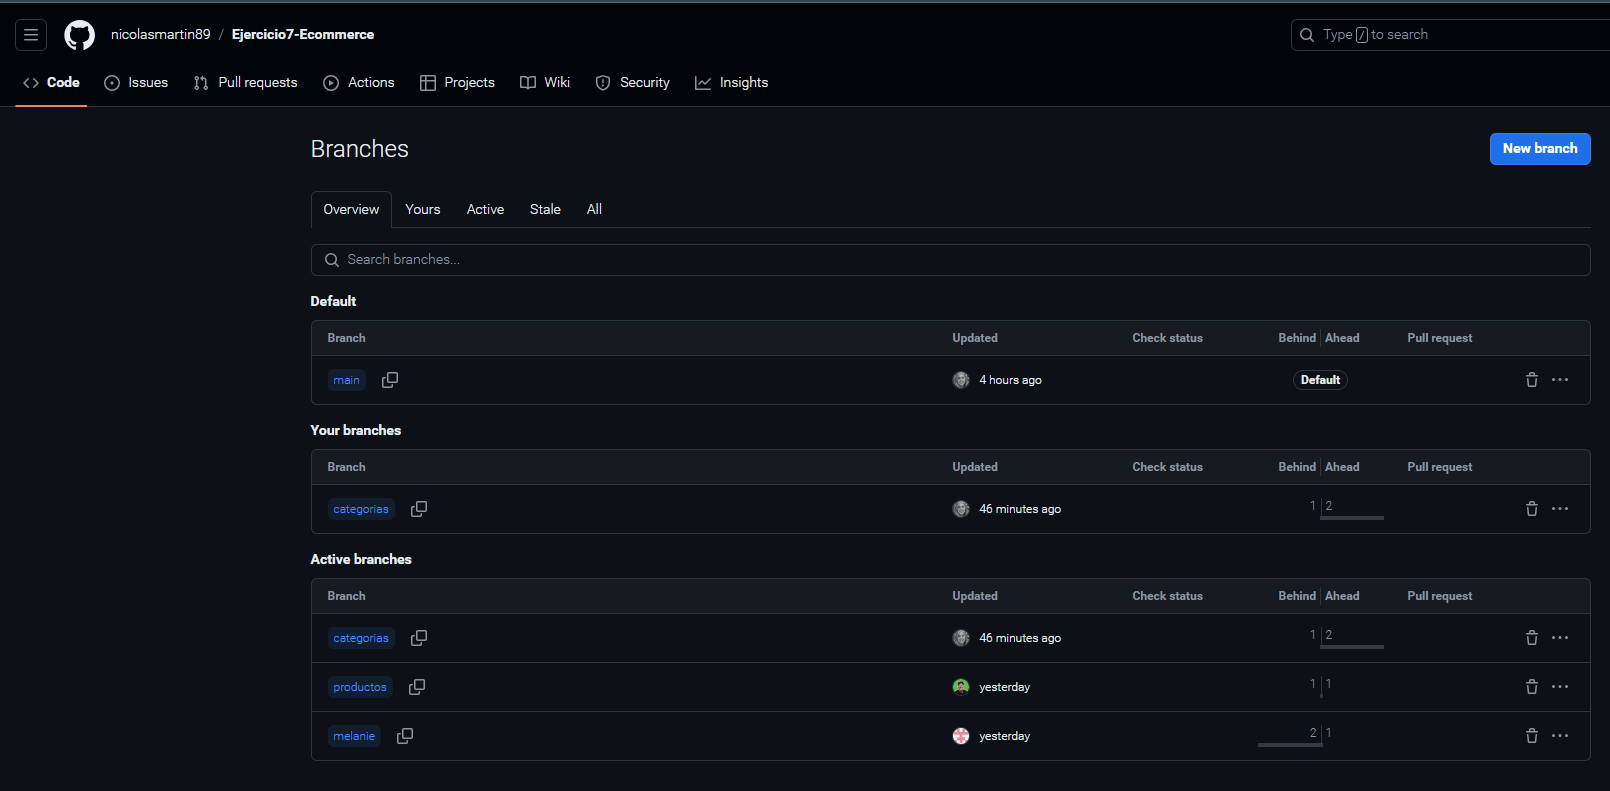 nicolasmartin89 / Ejercicio7-Ecommerce
Type / to search
Code Issues Pull requests Actions Projects Wiki Security Insights
Branches
New branch
Overview Yours Active Stale All
Search branches...
Default
Branch Updated Check status Behind Ahead Pull request
main 4 hours ago Default
Your branches
Branch Updated Check status Behind Ahead Pull request
categorias 46 minutes ago 1 2
Active branches
Branch Updated Check status Behind Ahead Pull request
categorias 46 minutes ago 1 2
productos yesterday 1 1
melanie yesterday 2 1